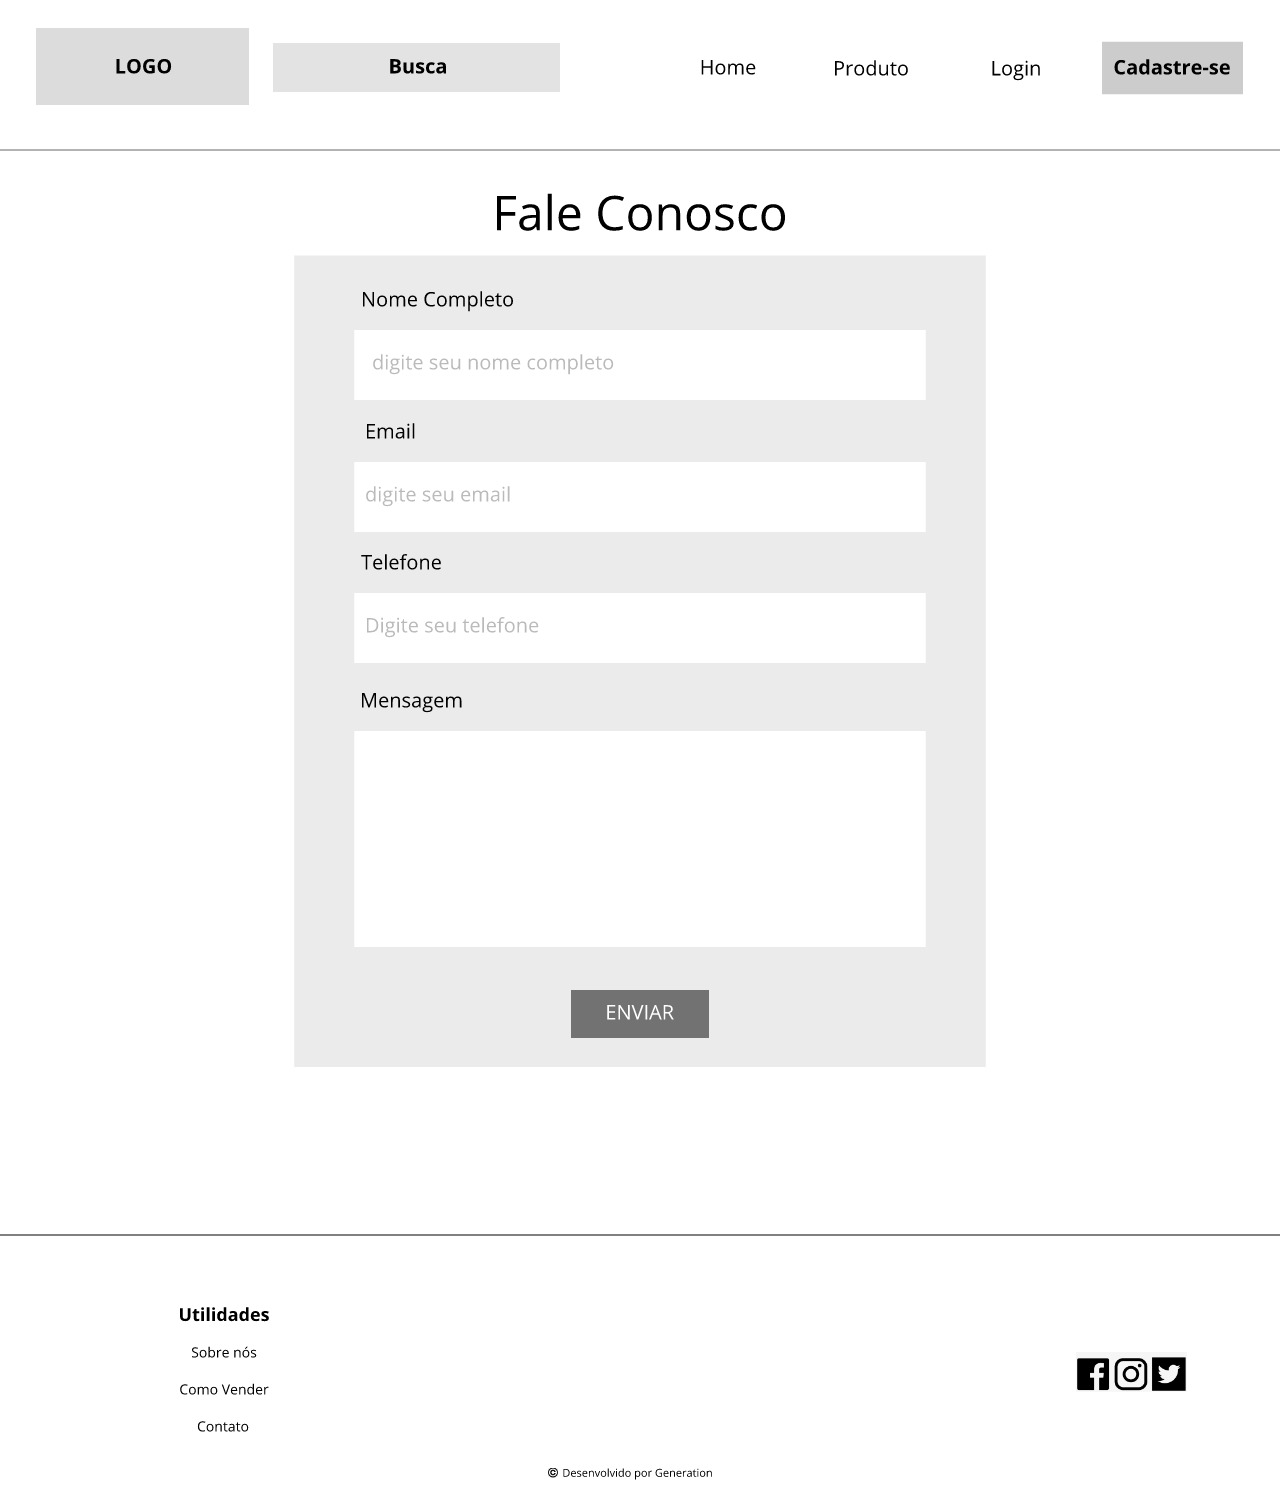 LOGO
Busca
Home
Produto
Login
Cadastre-se
Fale Conosco
Nome Completo
digite seu nome completo
Email
digite seu email
Telefone
Digite seu telefone
Mensagem
ENVIAR
Utilidades
Sobre nós
Como Vender
Contato
© Desenvolvido por Generation